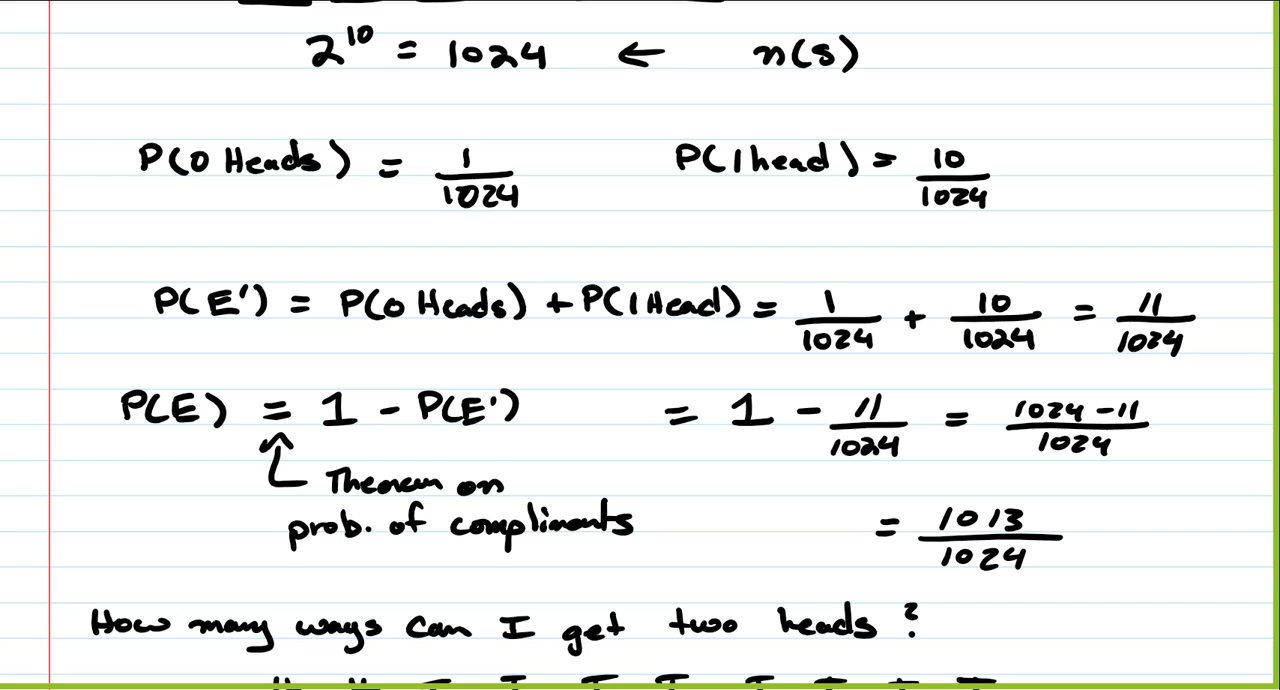 2^10 = 1024 ← n(s)
P(0 Heads) = 1/1024 P(1 head) = 10/1024
P(E') = P(0 Heads) + P(1 Head) = 1/1024 + 10/1024 = 11/1024
P(E) = 1 - P(E') = 1 - 11/1024 = 1024-11/1024
Theorem on
prob. of compliments = 1013/1024
How many ways can I get two heads?